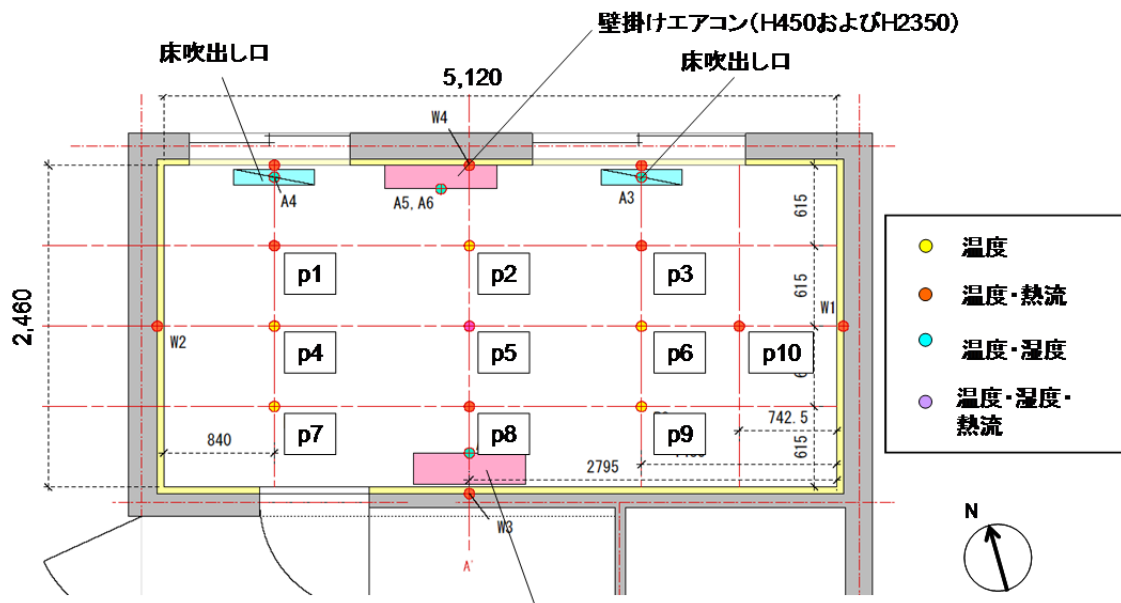 壁掛けエアコン(H450およびH2350)
床吹出し口
床吹出し口
5,120
W4
A4
A5, A6
A3
615
p1
p2
p3
615
2,460
W1
W2
p4
p5
p6
p10
p7
p8
p9
840
742.5
2795
615
W3
A'
温度
温度・熱流
温度・湿度
温度・湿度・
熱流
N